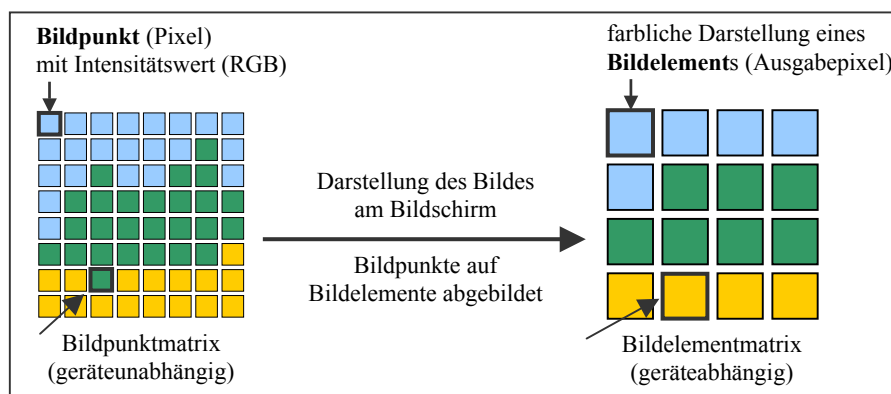 Bildpunkt (Pixel)
mit Intensitätswert (RGB)
farbliche Darstellung eines
Bildelements (Ausgabepixel)
Darstellung des Bildes
am Bildschirm
Bildpunkte auf
Bildelemente abgebildet
Bildpunktmatrix
(geräteunabhängig)
Bildelementmatrix
(geräteabhängig)